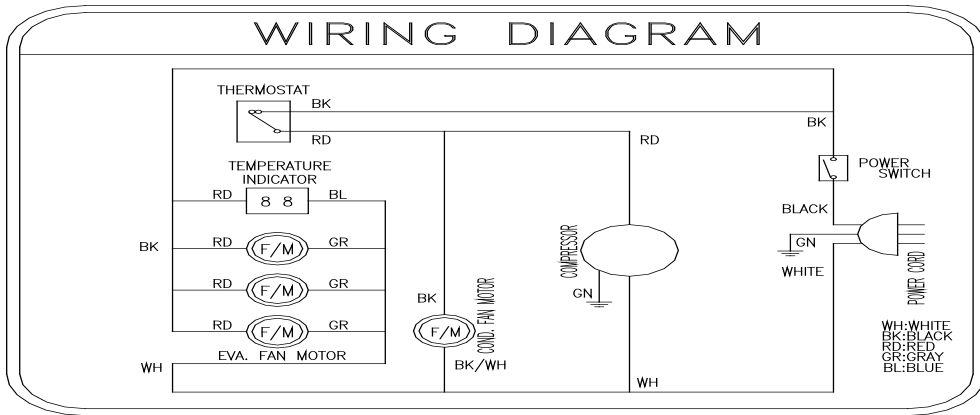 WIRING DIAGRAM
THERMOSTAT
BK
RD
BK
RD
POWER
SWITCH
TEMPERATURE
INDICATOR
RD
8 8
BL
BLACK
BK
RD
F/M
GR
GN
WHITE
COMPRESSOR
GN
POWER CORD
RD
F/M
GR
BK
COND. FAN MOTOR
RD
F/M
GR
F/M
EVA. FAN MOTOR
BK/WH
WH
WH
WH:WHITE
BK:BLACK
RD:RED
GR:GRAY
BL:BLUE